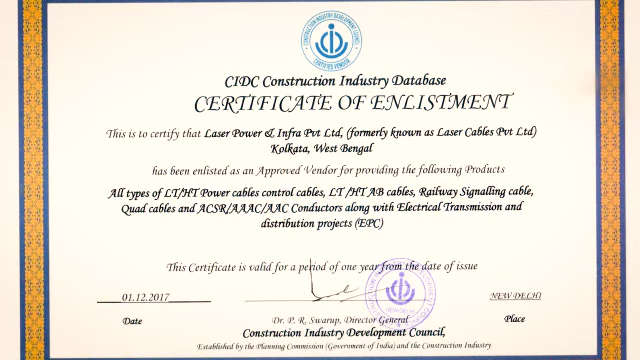 CONSTRUCTION INDUSTRY DEVELOPMENT COUNCIL
CERTIFIED VENDOR
CIDC Construction Industry Database
CERTIFICATE OF ENLISTMENT
This is to certify that Laser Power & Infra Pvt Ltd, (formerly known as Laser Cables Pvt Ltd)
Kolkata, West Bengal
has been enlisted as an Approved Vendor for providing the following Products
All types of LT/HT Power cables control cables, LT /HT AB cables, Railway Signalling cable,
Quad cables and ACSR/AAAC/AAC Conductors along with Electrical Transmission and
distribution projects (EPC)
This Certificate is valid for a period of one year from the date of issue
01.12.2017
NEW DELHI
NEW DELHI
Date
Dr. P. R. Swarup, Director General
Place
Construction Industry Development Council,
Established by the Planning Commission (Government of India) and the Construction Industry